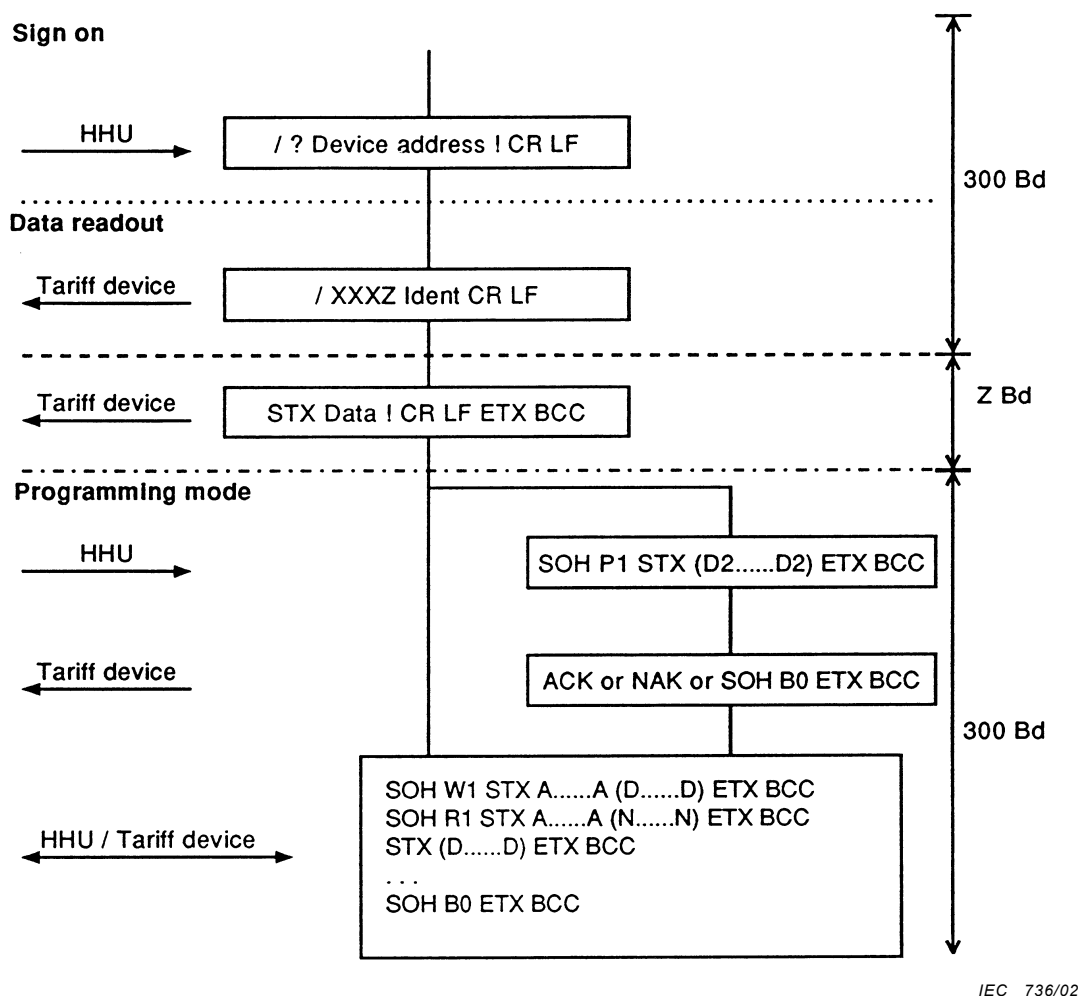 Sign on
HHU
/ ? Device address ! CR LF
300 Bd
Data readout
Tariff device
/ XXXZ Ident CR LF
Tariff device
STX Data ! CR LF ETX BCC
Z Bd
Programming mode
HHU
SOH P1 STX (D2......D2) ETX BCC
Tariff device
ACK or NAK or SOH B0 ETX BCC
300 Bd
HHU / Tariff device
SOH W1 STX A......A (D......D) ETX BCC
SOH R1 STX A......A (N......N) ETX BCC
STX (D......D) ETX BCC
. . .
SOH B0 ETX BCC
IEC 736/02